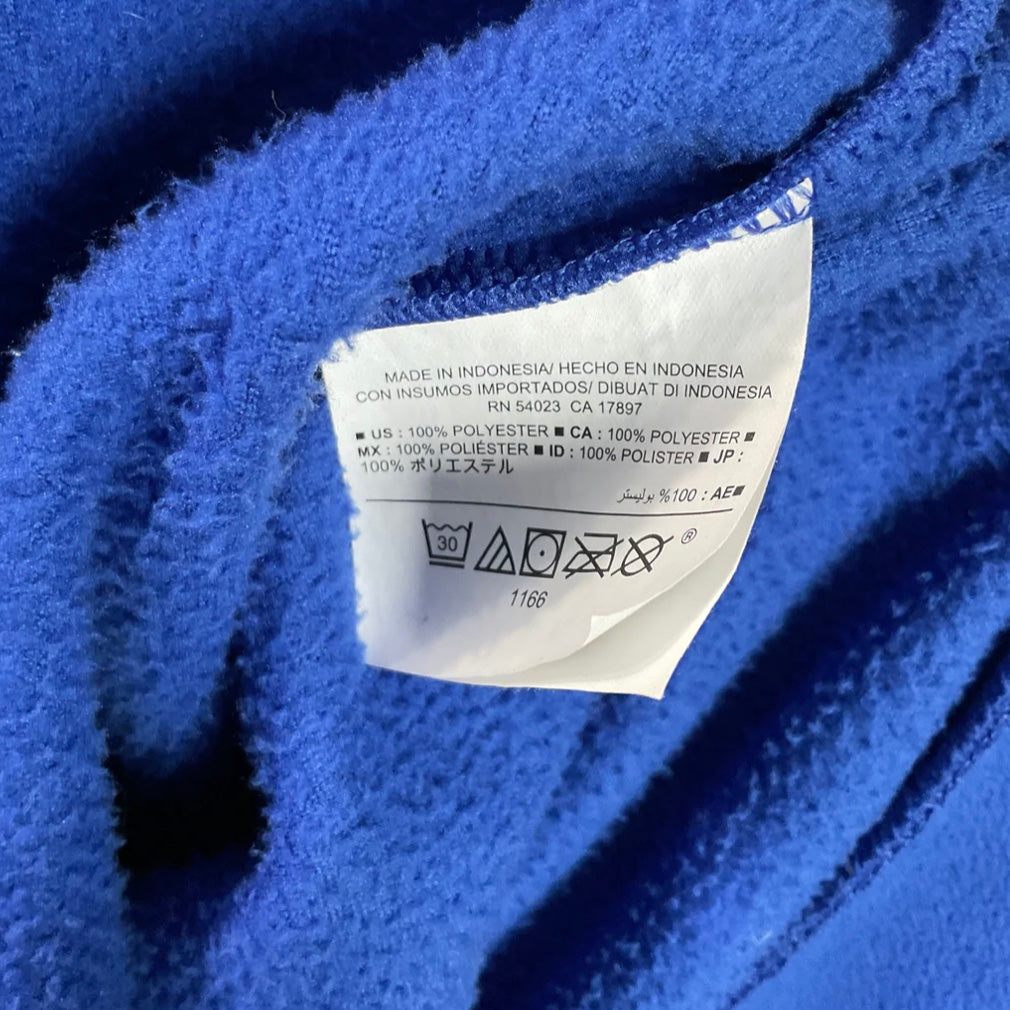 MADE IN INDONESIA/ HECHO EN INDONESIA
CON INSUMOS IMPORTADOS/ DIBUAT DI INDONESIA
RN 54023 CA 17897
■ US : 100% POLYESTER ■ CA : 100% POLYESTER ■
MX : 100% POLIÉSTER ■ ID : 100% POLISTER ■ JP :
100% ポリエステル
■AE : 100% بوليستر
30 ®
1166